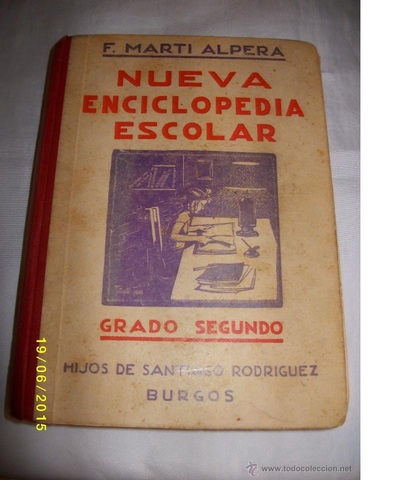 F. MARTI ALPERA
NUEVA
ENCICLOPEDIA
ESCOLAR
GRADO SEGUNDO
HIJOS DE SANTIAGO RODRIGUEZ
BURGOS
19/06/2015
© www.todocoleccion.net